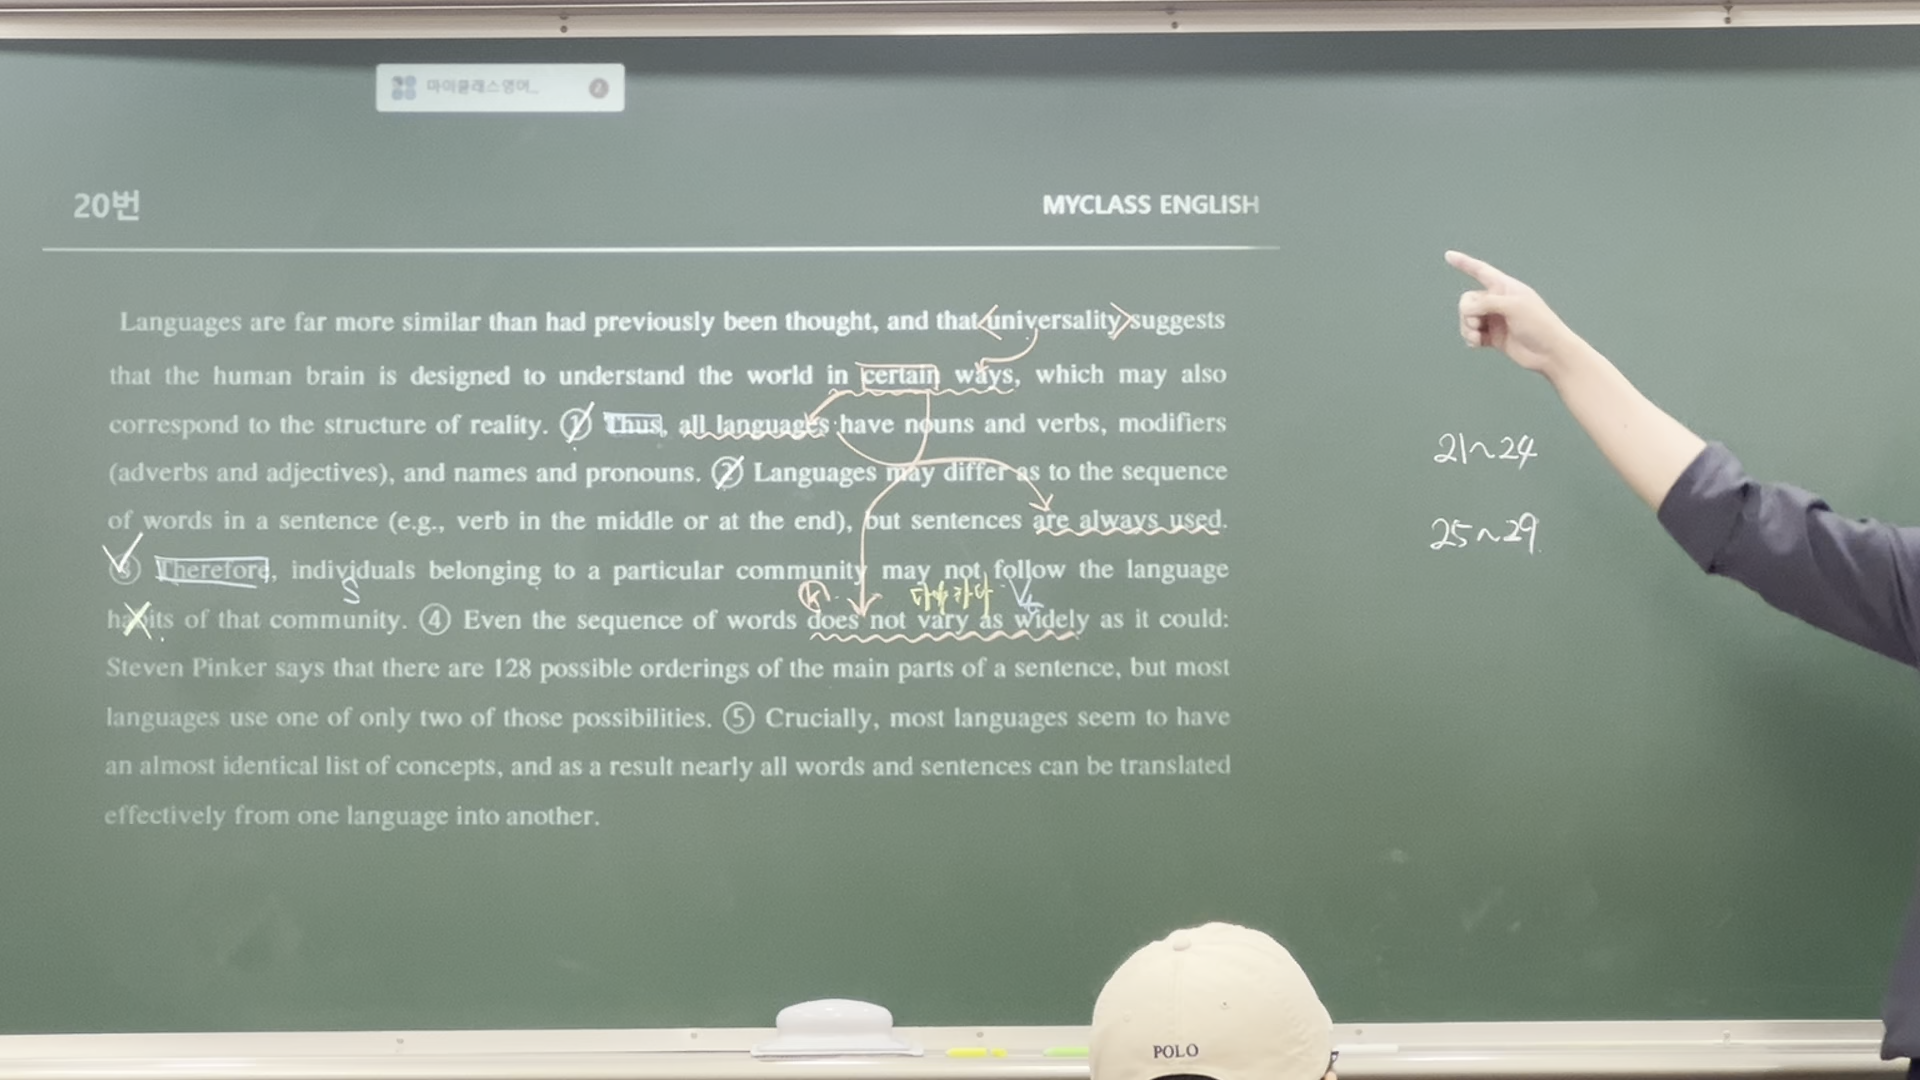 마이클래스영어...
20번
MYCLASS ENGLISH
Languages are far more similar than had previously been thought, and that <universality> suggests
that the human brain is designed to understand the world in certain ways, which may also
correspond to the structure of reality. ① Thus, all languages have nouns and verbs, modifiers
(adverbs and adjectives), and names and pronouns. ② Languages may differ as to the sequence
of words in a sentence (e.g., verb in the middle or at the end), but sentences are always used.
③ Therefore, individuals belonging to a particular community may not follow the language
S
habits of that community. ④ Even the sequence of words does not vary as widely as it could:
Steven Pinker says that there are 128 possible orderings of the main parts of a sentence, but most
languages use one of only two of those possibilities. ⑤ Crucially, most languages seem to have
an almost identical list of concepts, and as a result nearly all words and sentences can be translated
effectively from one language into another.
21~24
25~29
POLO